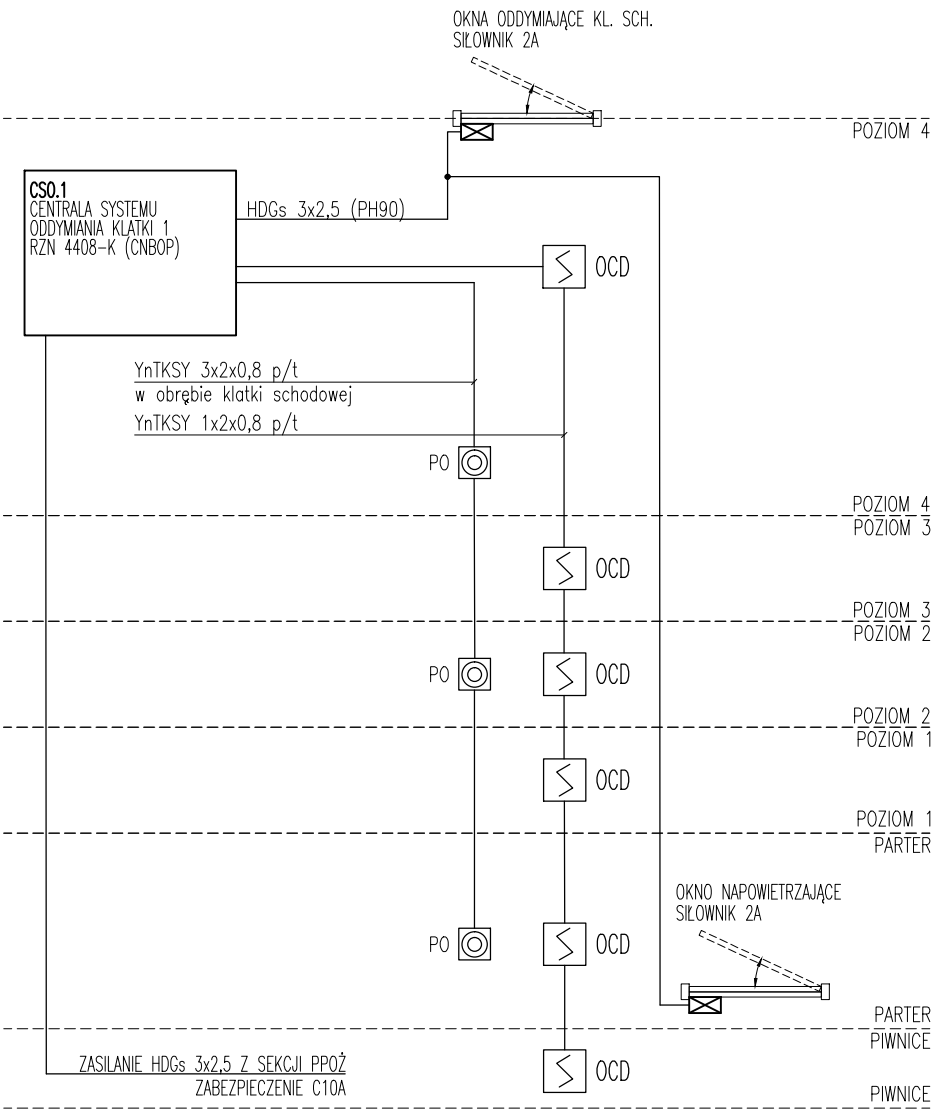 OKNA ODDYMIAJĄCE KL. SCH.
SIŁOWNIK 2A
POZIOM 4
CSO.1
CENTRALA SYSTEMU
ODDYMIANIA KLATKI 1
RZN 4408-K (CNBOP)
HDGs 3x2,5 (PH90)
OCD
YnTKSY 3x2x0,8 p/t
w obrębie klatki schodowej
YnTKSY 1x2x0,8 p/t
PO
POZIOM 4
POZIOM 3
OCD
POZIOM 3
POZIOM 2
PO
OCD
POZIOM 2
POZIOM 1
OCD
POZIOM 1
PARTER
OKNO NAPOWIETRZAJĄCE
SIŁOWNIK 2A
PO
OCD
PARTER
PIWNICE
ZASILANIE HDGs 3x2,5 Z SEKCJI PPOŻ
ZABEZPIECZENIE C10A
OCD
PIWNICE